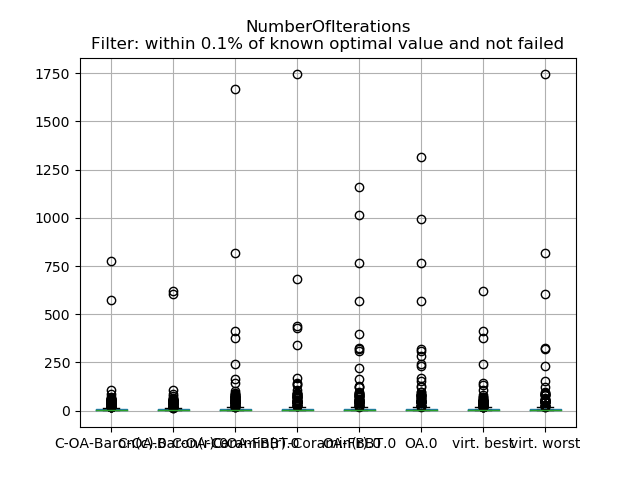 NumberOfIterations
Filter: within 0.1% of known optimal value and not failed
1750
1500
1250
1000
750
500
250
0
OA.0 virt. best virt. worst